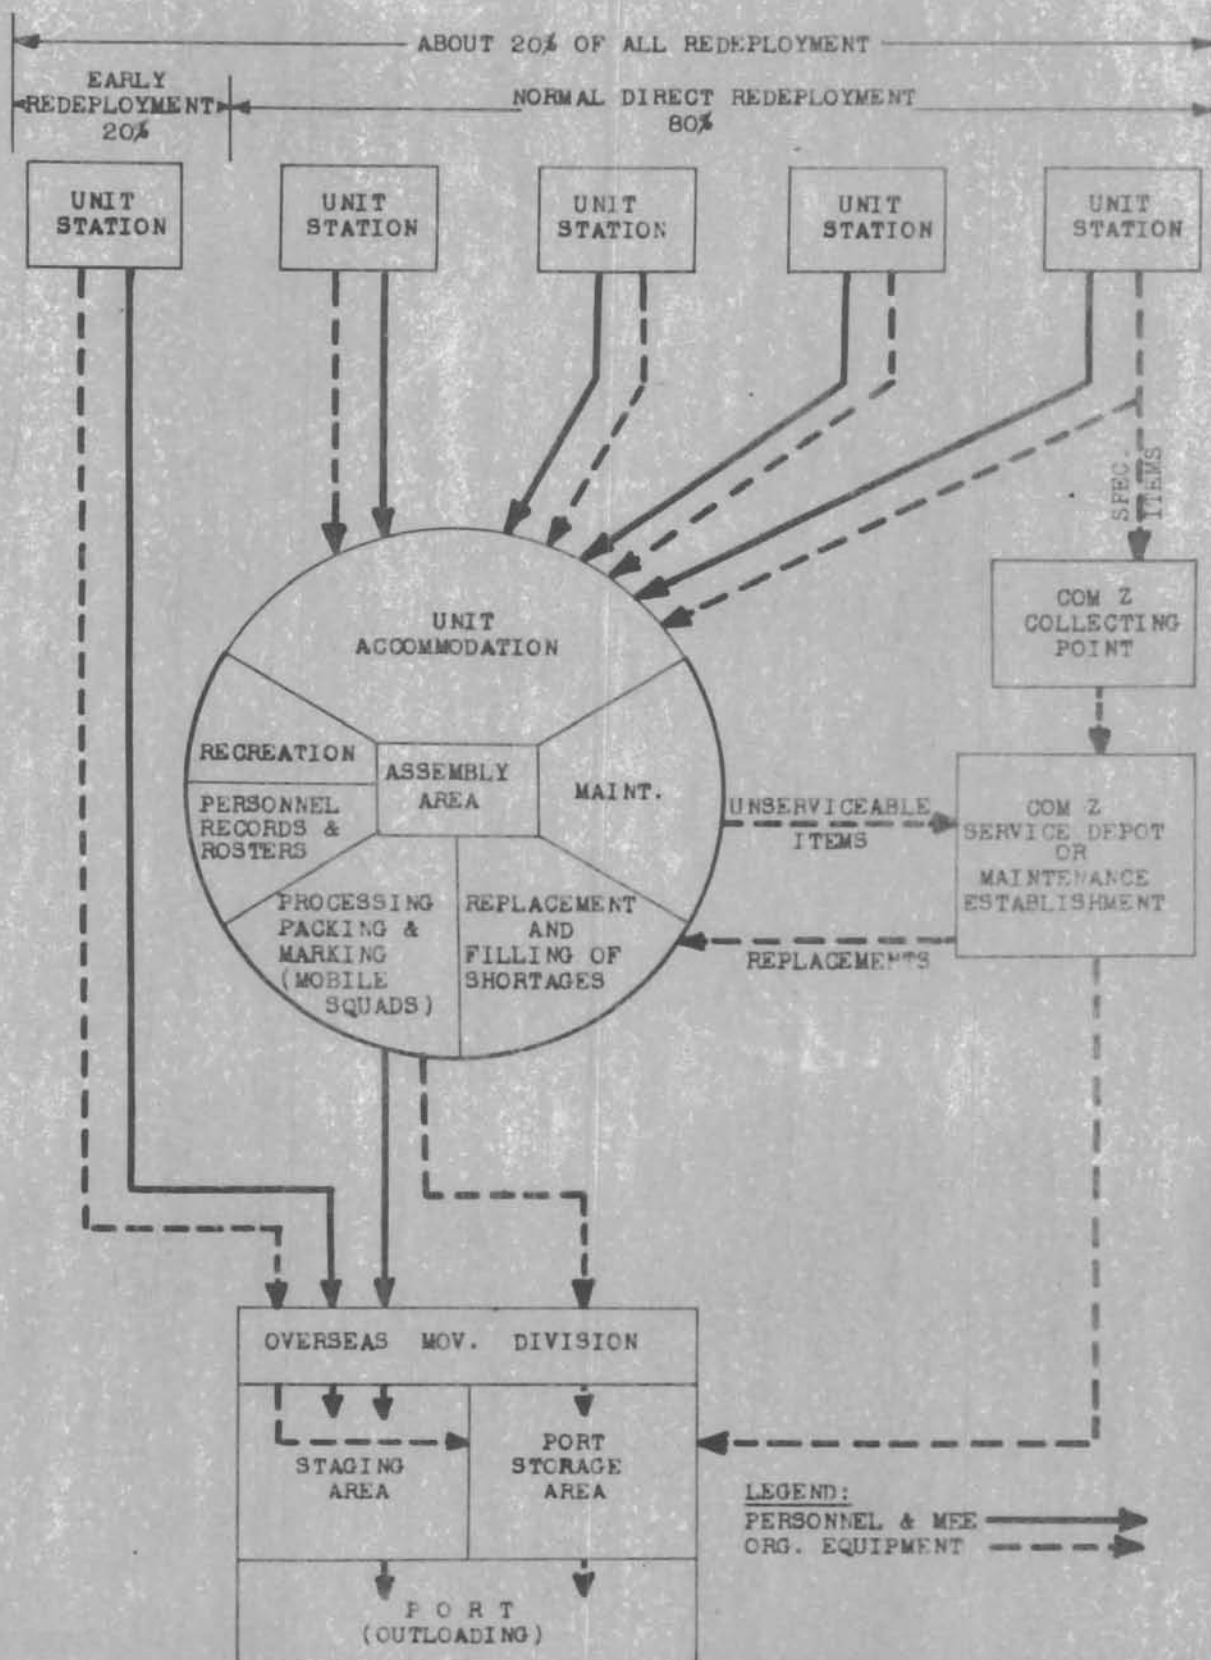 ABOUT 20% OF ALL REDEPLOYMENT
EARLY
REDEPLOYMENT
20%
NORMAL DIRECT REDEPLOYMENT
80%
UNIT
STATION
UNIT
STATION
UNIT
STATION
UNIT
STATION
UNIT
STATION
SPEC.
ITEMS
UNIT
ACCOMMODATION
COM Z
COLLECTING
POINT
RECREATION
ASSEMBLY
AREA
MAINT.
PERSONNEL
RECORDS &
ROSTERS
UNSERVICEABLE
ITEMS
COM Z
SERVICE DEPOT
OR
MAINTENANCE
ESTABLISHMENT
PROCESSING
PACKING &
MARKING
(MOBILE
SQUADS)
REPLACEMENT
AND
FILLING OF
SHORTAGES
REPLACEMENTS
OVERSEAS MOV. DIVISION
STAGING
AREA
PORT
STORAGE
AREA
LEGEND:
PERSONNEL & MEE
ORG. EQUIPMENT
PORT
(OUTLOADING)